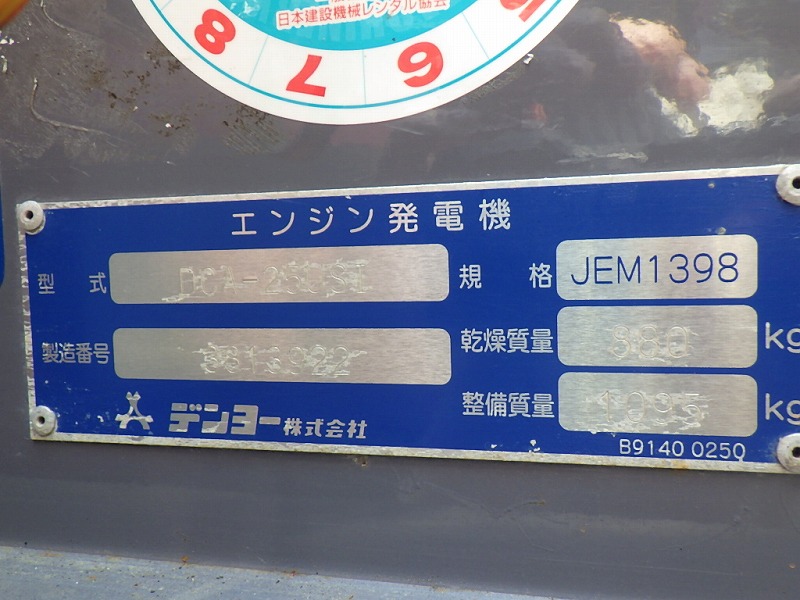 日本建設機械レンタル協会
8 7 6
エンジン発電機
型式
規格 JEM1398
製造番号
乾燥質量 kg
整備質量 kg
デンヨー株式会社
B9140 0250